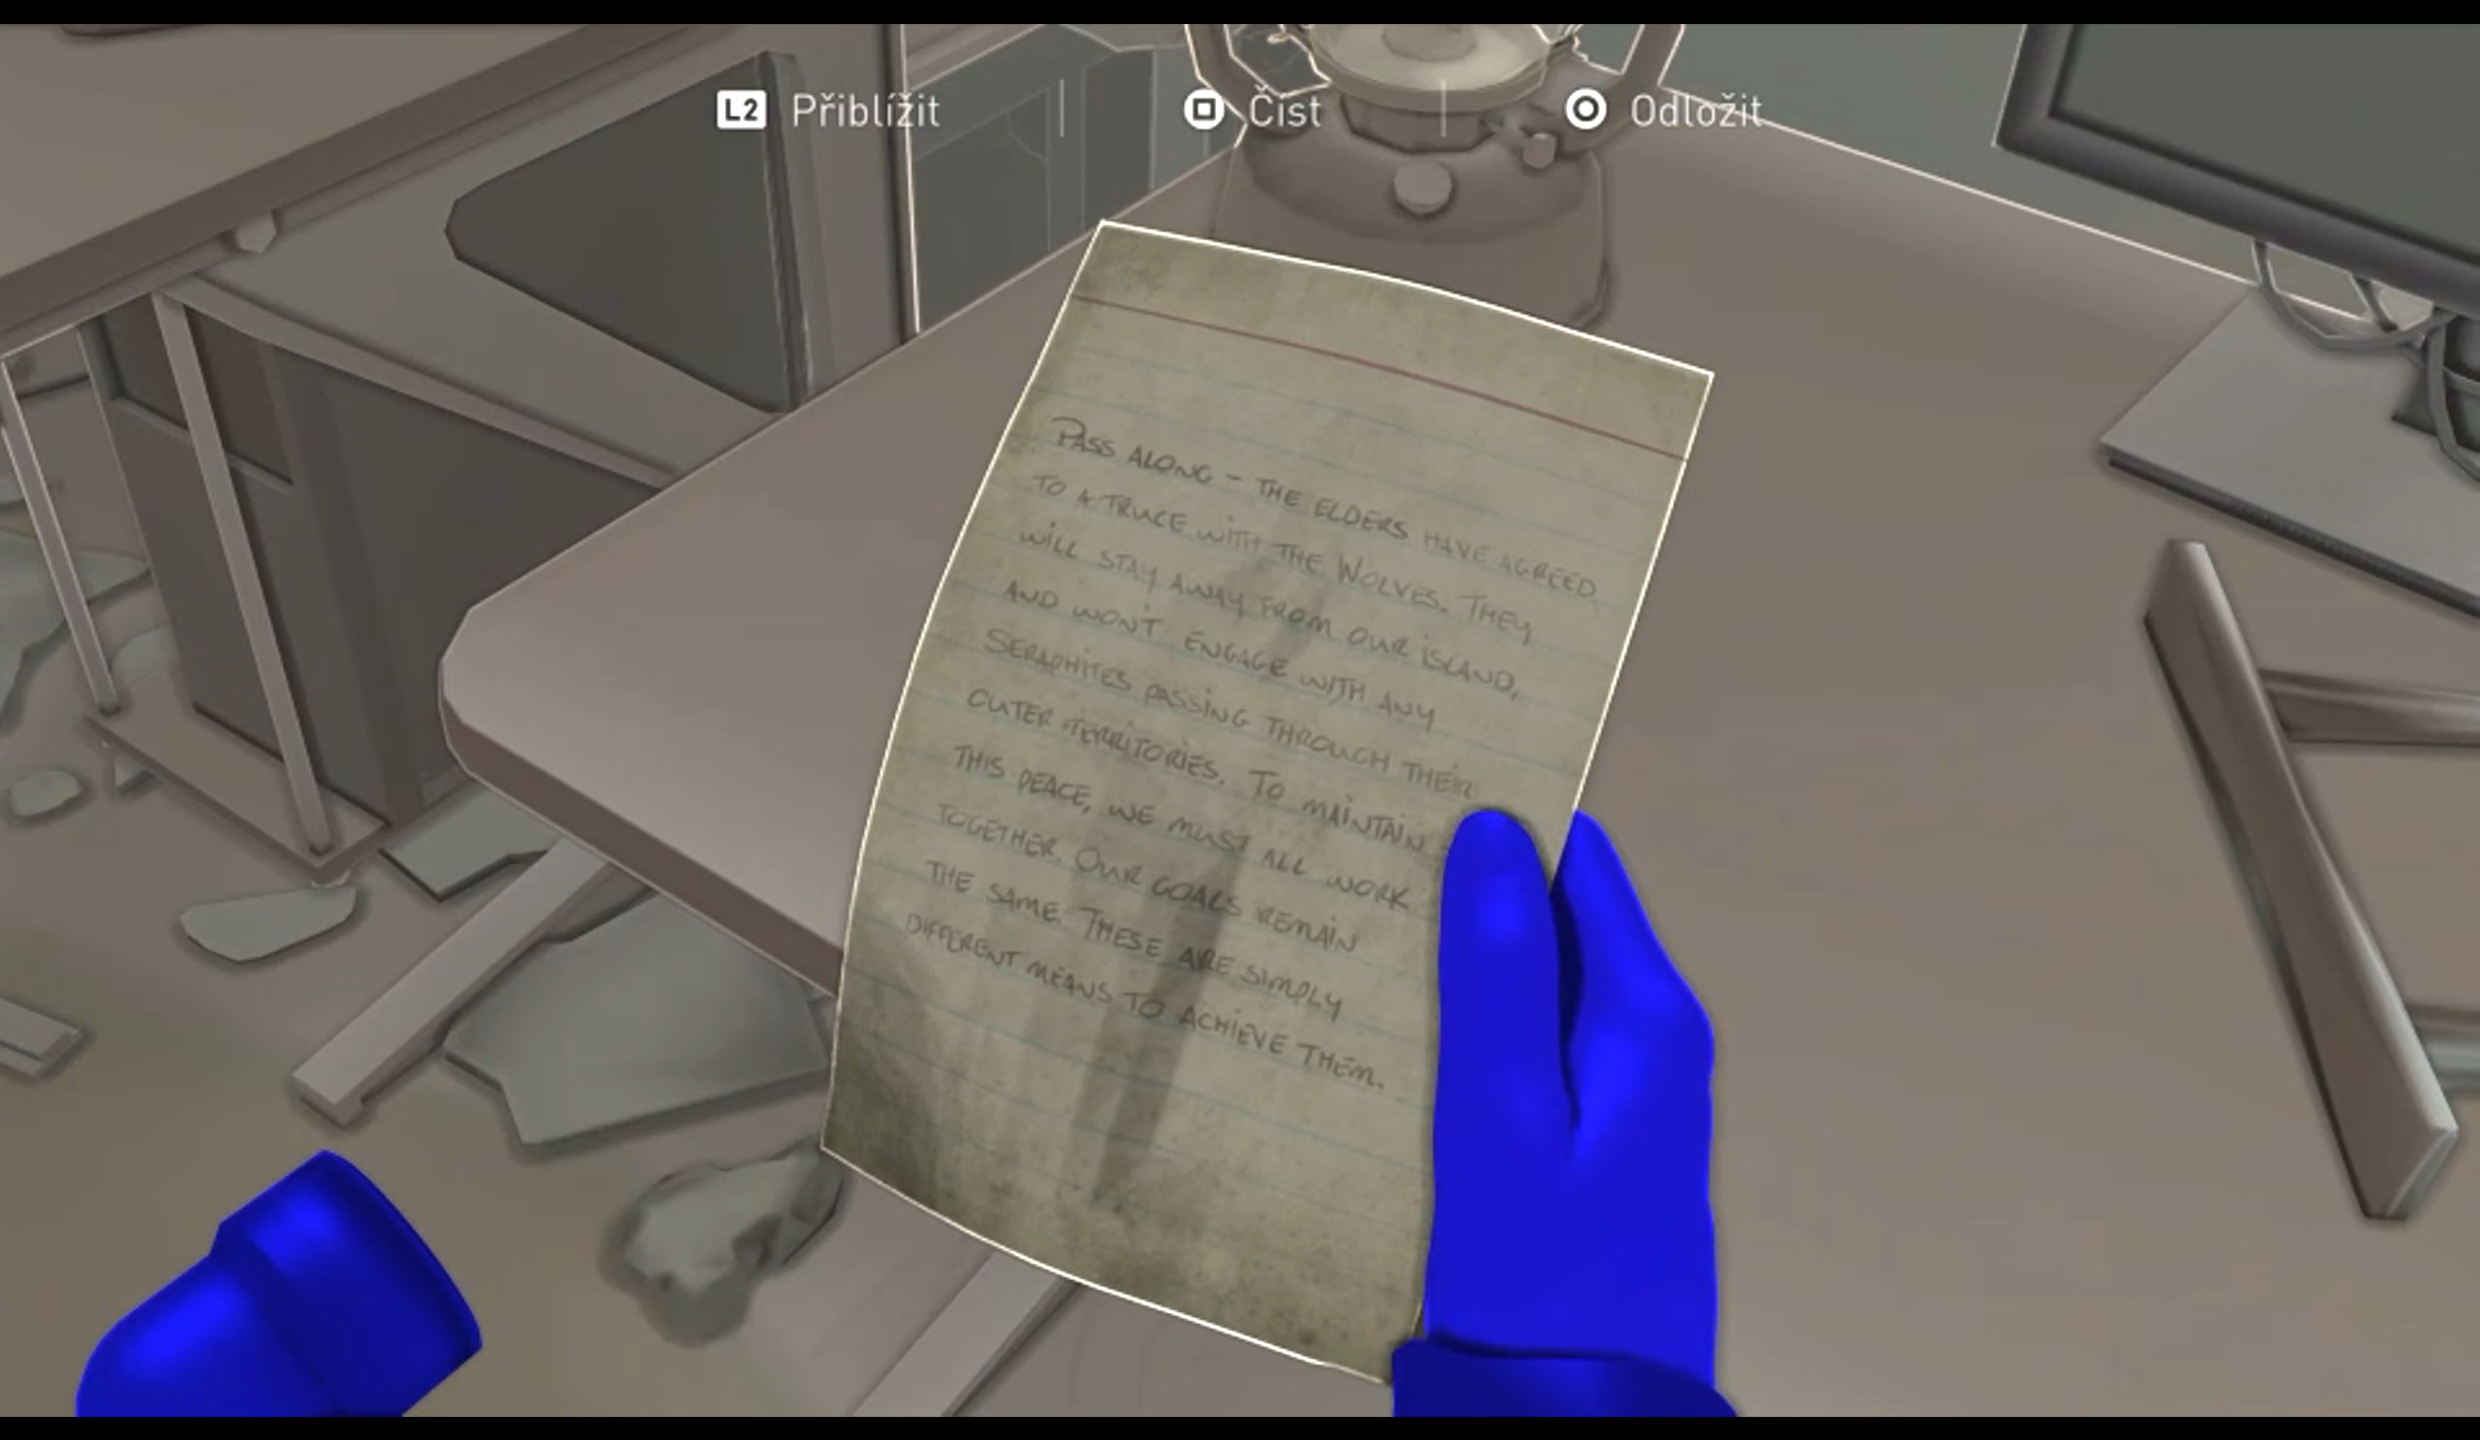 L2 Přiblížit Číst Odložit
PASS ALONG - THE ELDERS HAVE AGREED
TO A TRUCE WITH THE WOLVES. THEY
WILL STAY AWAY FROM OUR ISLAND,
AND WON'T ENGAGE WITH ANY
SERAPHITES PASSING THROUGH THEIR
OUTER TERRITORIES. TO MAINTAIN
THIS PEACE, WE MUST ALL WORK
TOGETHER. OUR GOALS REMAIN
THE SAME. THESE ARE SIMPLY
DIFFERENT MEANS TO ACHIEVE THEM.